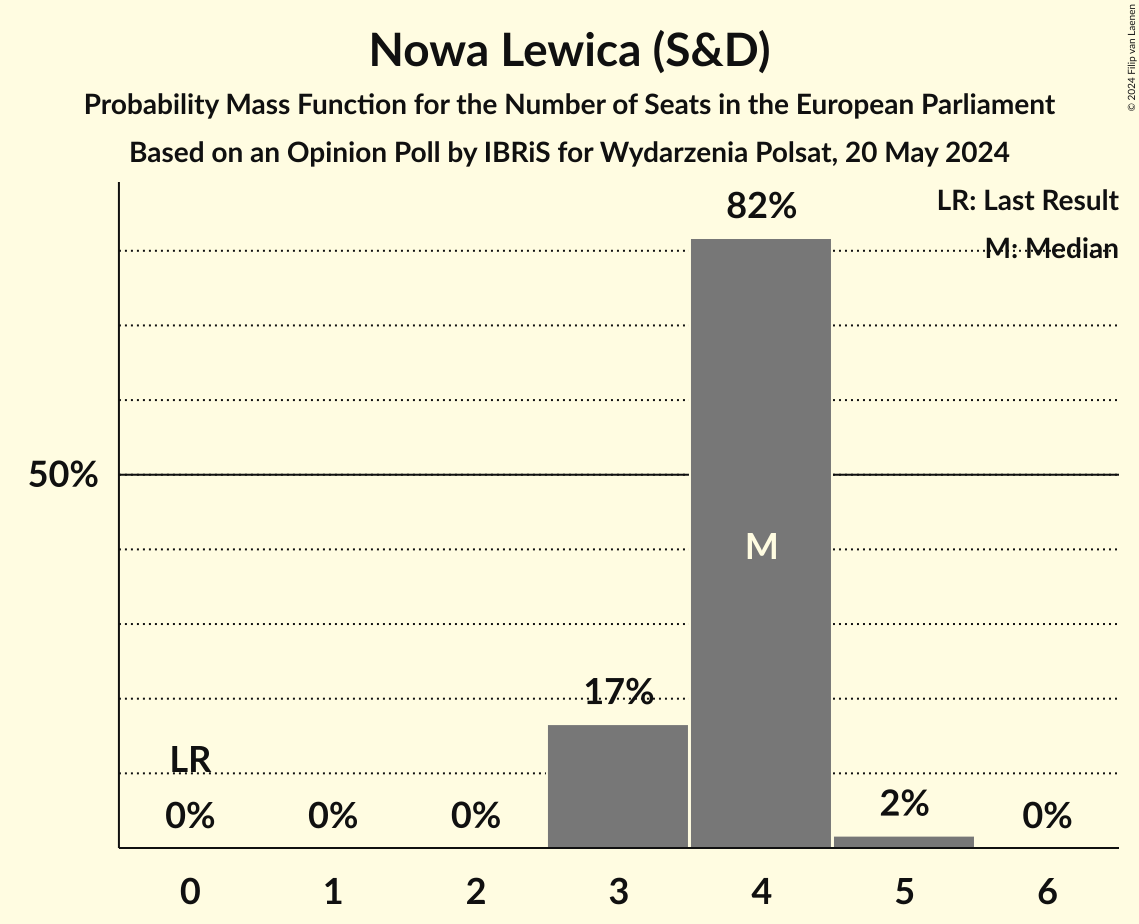 Nowa Lewica (S&D)
Probability Mass Function for the Number of Seats in the European Parliament
Based on an Opinion Poll by IBRiS for Wydarzenia Polsat, 20 May 2024
© 2024 Filip van Laenen
LR: Last Result
M: Median
82%
50%
M
17%
LR
0%
0%
0%
2%
0%
0
1
2
3
4
5
6